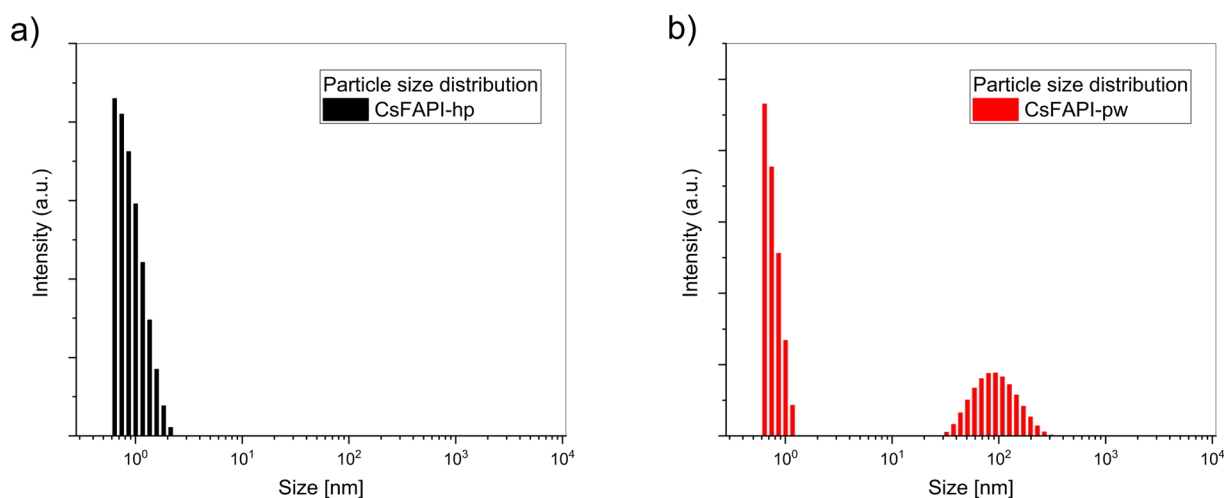 a)
Particle size distribution
CsFAPI-hp
Intensity (a.u.)
10⁰
10¹
10²
10³
10⁴
Size [nm]
b)
Particle size distribution
CsFAPI-pw
Intensity (a.u.)
10⁰
10¹
10²
10³
10⁴
Size [nm]